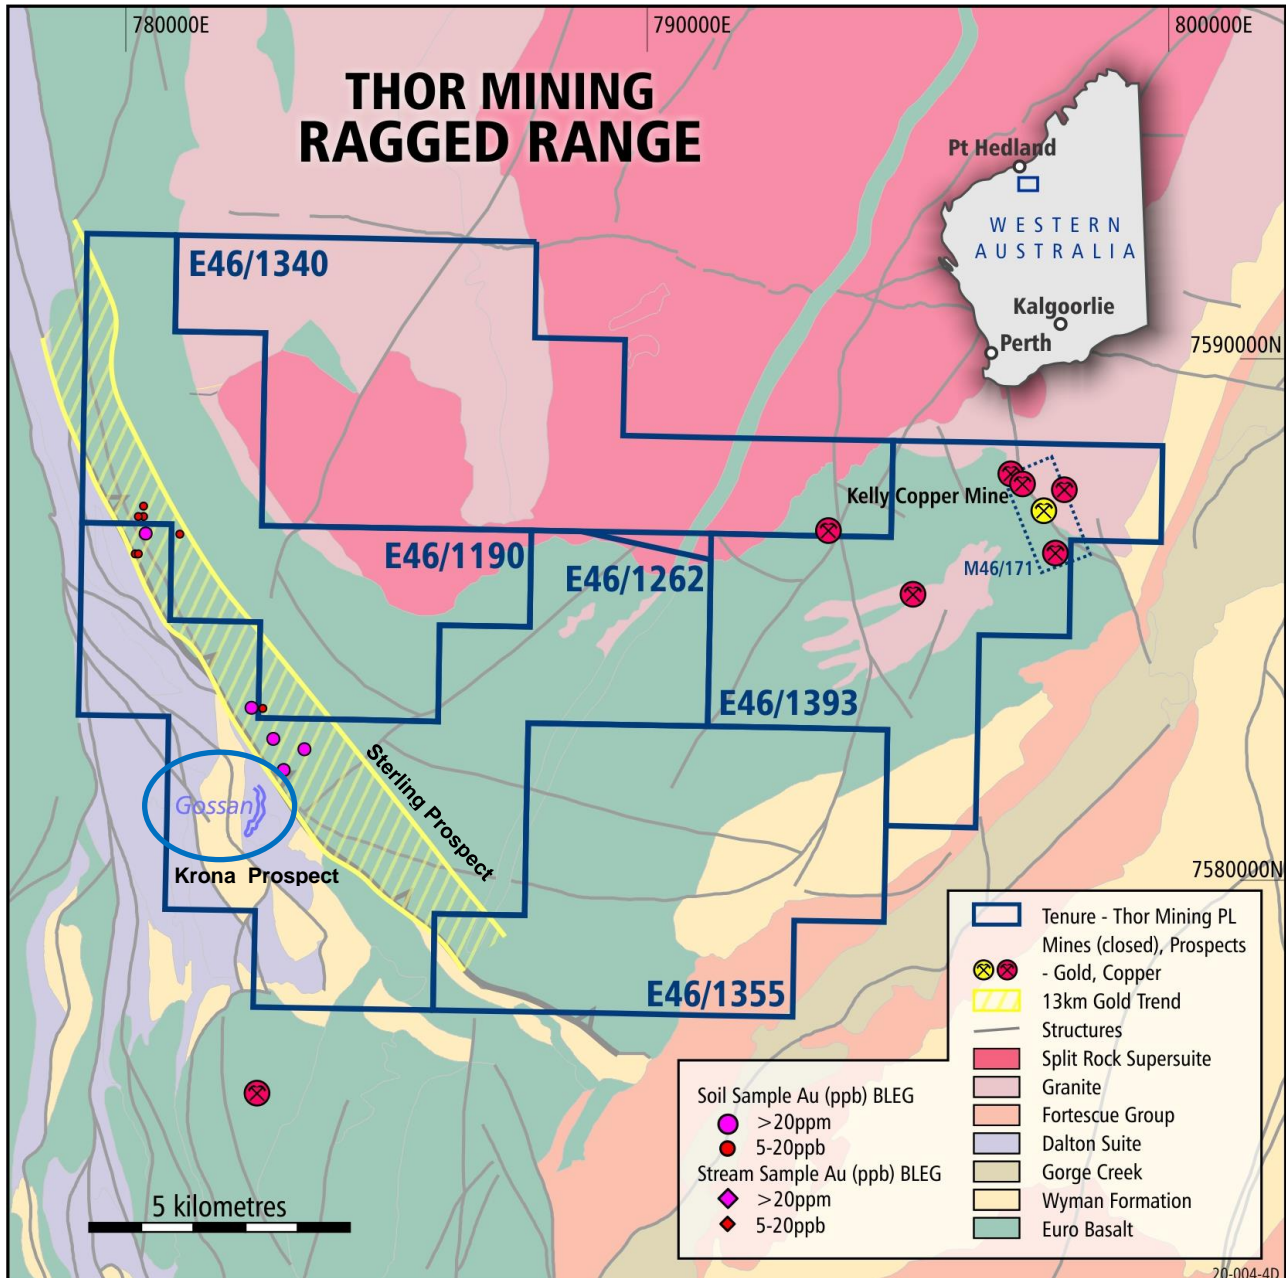 780000E
790000E
800000E
THOR MINING
RAGGED RANGE
Pt Hedland
WESTERN
AUSTRALIA
Kalgoorlie
Perth
7590000N
E46/1340
Kelly Copper Mine
E46/1190
E46/1262
M46/171
E46/1393
Sterling Prospect
Gossan
Krona Prospect
7580000N
E46/1355
Tenure - Thor Mining PL
Mines (closed), Prospects
- Gold, Copper
13km Gold Trend
Structures
Split Rock Supersuite
Granite
Fortescue Group
Dalton Suite
Gorge Creek
Wyman Formation
Euro Basalt
Soil Sample Au (ppb) BLEG
>20ppm
5-20ppb
Stream Sample Au (ppb) BLEG
>20ppm
5-20ppb
5 kilometres
20-004-4D